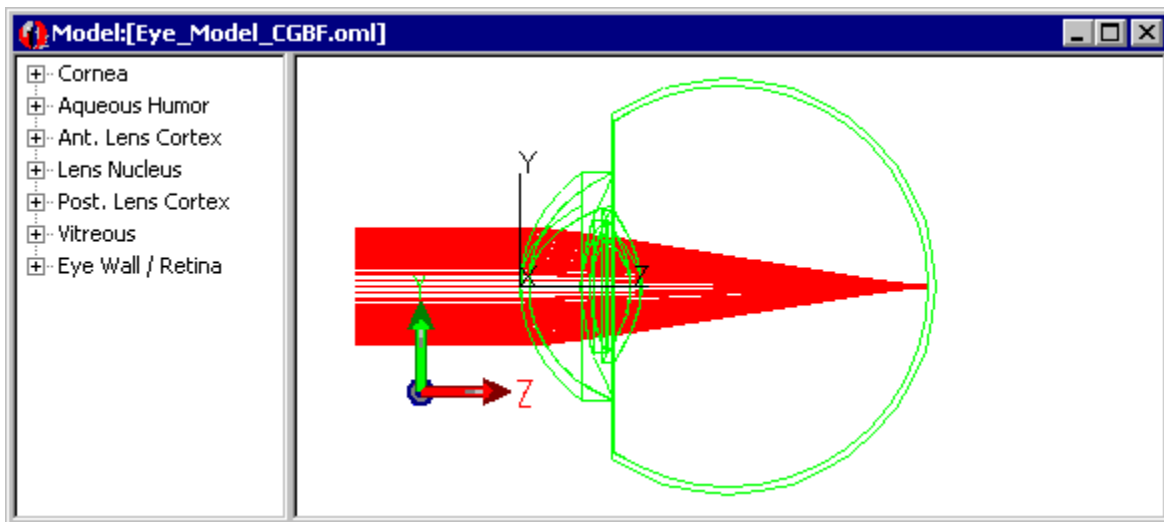 Model:[Eye_Model_CGBF.oml]
Cornea
Aqueous Humor
Ant. Lens Cortex
Lens Nucleus
Post. Lens Cortex
Vitreous
Eye Wall / Retina
Y
X
Z
Y
Z